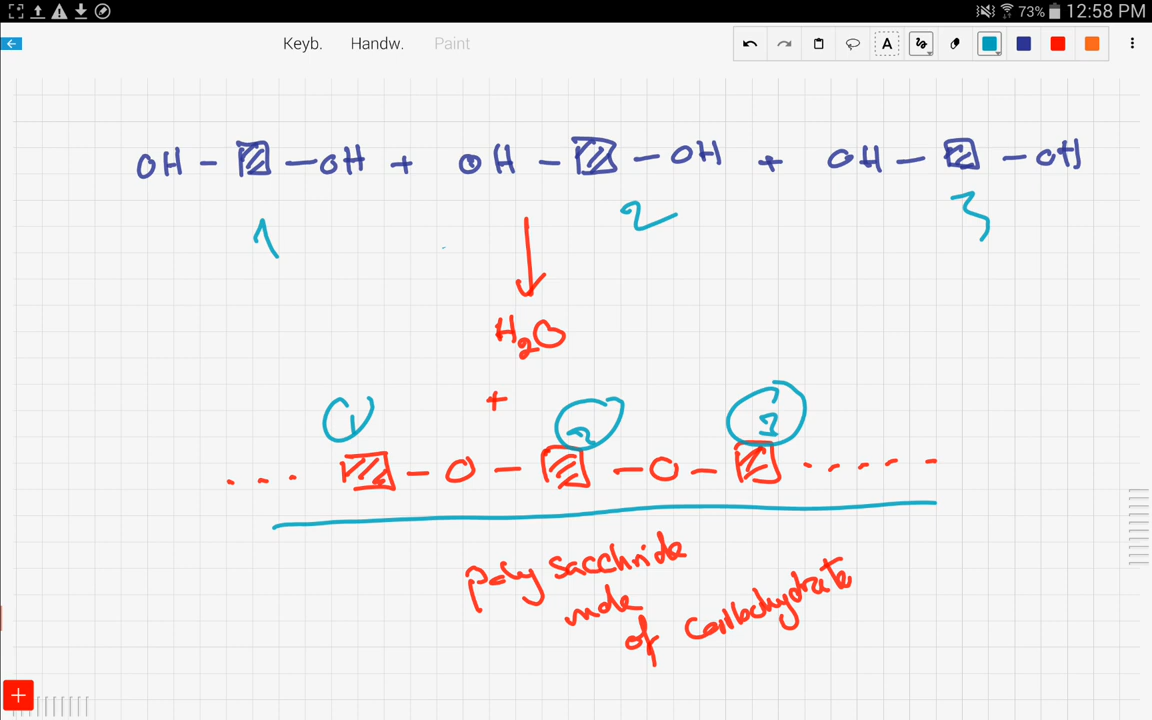 73% 12:58 PM
Keyb. Handw. Paint A
OH - - OH + OH - - OH + OH - - OH
1 2 3
H2O
+
1 2 3
... - O - - O - ......
poly sacchride
made
of carbohydrate